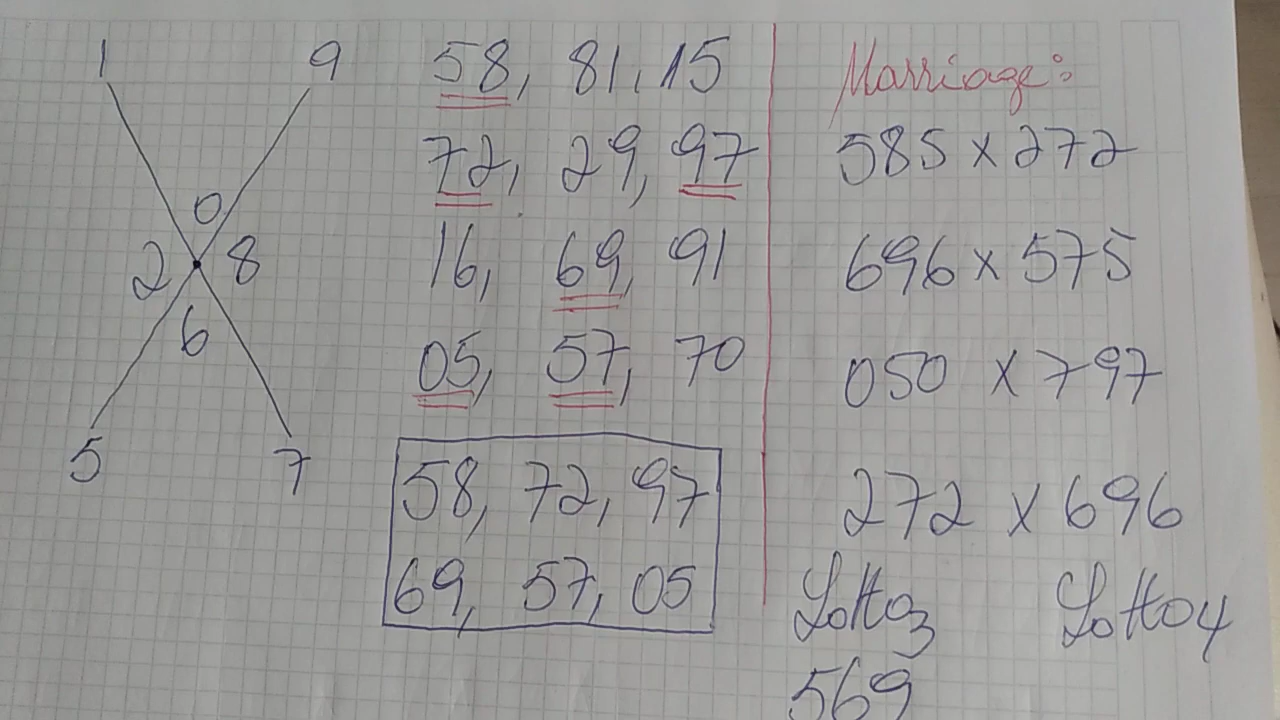 1 9
0
2 8
6
5 7
58, 81, 15
72, 29, 97
16, 69, 91
05, 57, 70
58, 72, 97
69, 57, 05
Marriage:
585 x 272
696 x 575
050 x 797
272 x 696
Lotto3 Lotto4
569